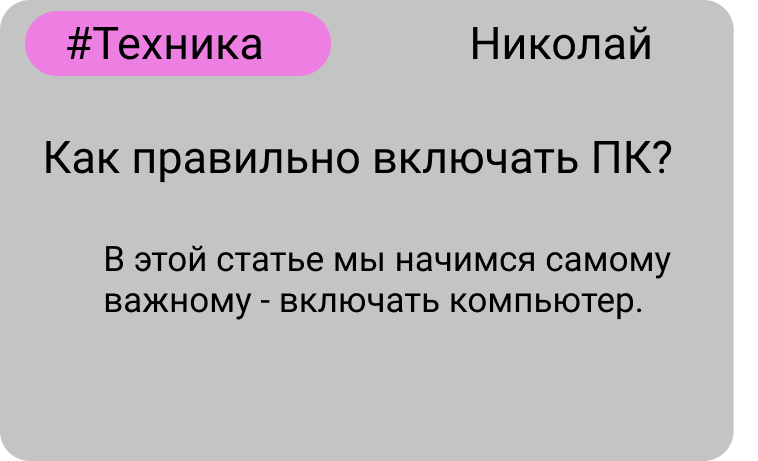 #Техника
Николай
Как правильно включать ПК?
В этой статье мы начимся самому
важному - включать компьютер.